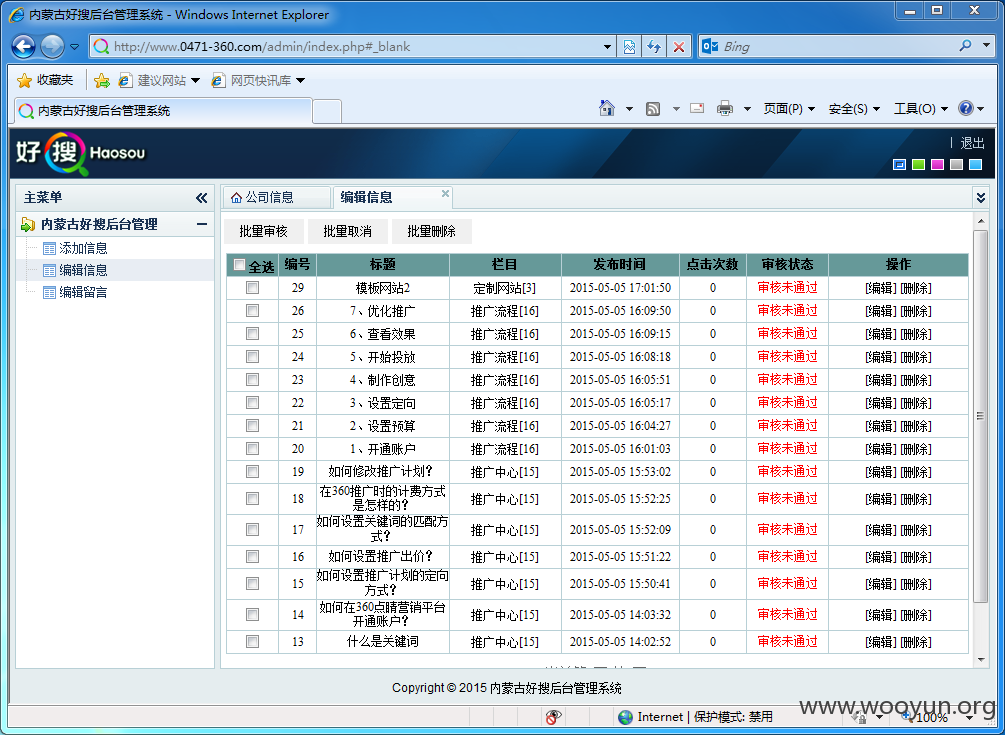 内蒙古好搜后台管理系统 - Windows Internet Explorer
http://www.0471-360.com/admin/index.php#_blank
Bing
收藏夹 建议网站 网页快讯库
内蒙古好搜后台管理系统
页面(P) 安全(S) 工具(O)
好搜 Haosou
退出
主菜单
公司信息 编辑信息
内蒙古好搜后台管理
添加信息
编辑信息
编辑留言
批量审核 批量取消 批量删除
全选 编号 标题 栏目 发布时间 点击次数 审核状态 操作
29 模板网站2 定制网站[3] 2015-05-05 17:01:50 0 审核未通过 [编辑] [删除]
26 7、优化推广 推广流程[16] 2015-05-05 16:09:50 0 审核未通过 [编辑] [删除]
25 6、查看效果 推广流程[16] 2015-05-05 16:09:15 0 审核未通过 [编辑] [删除]
24 5、开始投放 推广流程[16] 2015-05-05 16:08:18 0 审核未通过 [编辑] [删除]
23 4、制作创意 推广流程[16] 2015-05-05 16:05:51 0 审核未通过 [编辑] [删除]
22 3、设置定向 推广流程[16] 2015-05-05 16:05:17 0 审核未通过 [编辑] [删除]
21 2、设置预算 推广流程[16] 2015-05-05 16:04:27 0 审核未通过 [编辑] [删除]
20 1、开通账户 推广流程[16] 2015-05-05 16:01:03 0 审核未通过 [编辑] [删除]
19 如何修改推广计划？ 推广中心[15] 2015-05-05 15:53:02 0 审核未通过 [编辑] [删除]
18 在360推广时的计费方式是怎样的？ 推广中心[15] 2015-05-05 15:52:25 0 审核未通过 [编辑] [删除]
17 如何设置关键词的匹配方式？ 推广中心[15] 2015-05-05 15:52:09 0 审核未通过 [编辑] [删除]
16 如何设置推广出价？ 推广中心[15] 2015-05-05 15:51:22 0 审核未通过 [编辑] [删除]
15 如何设置推广计划的定向方式？ 推广中心[15] 2015-05-05 15:50:41 0 审核未通过 [编辑] [删除]
14 如何在360点睛营销平台开通账户？ 推广中心[15] 2015-05-05 14:03:32 0 审核未通过 [编辑] [删除]
13 什么是关键词 推广中心[15] 2015-05-05 14:02:52 0 审核未通过 [编辑] [删除]
Copyright © 2015 内蒙古好搜后台管理系统
Internet | 保护模式: 禁用
100%
www.wooyun.org